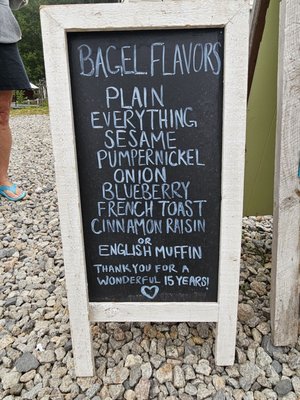 BAGEL FLAVORS
PLAIN
EVERYTHING
SESAME
PUMPERNICKEL
ONION
BLUEBERRY
FRENCH TOAST
CINNAMON RAISIN
OR
ENGLISH MUFFIN
THANK YOU FOR A
WONDERFUL 15 YEARS!